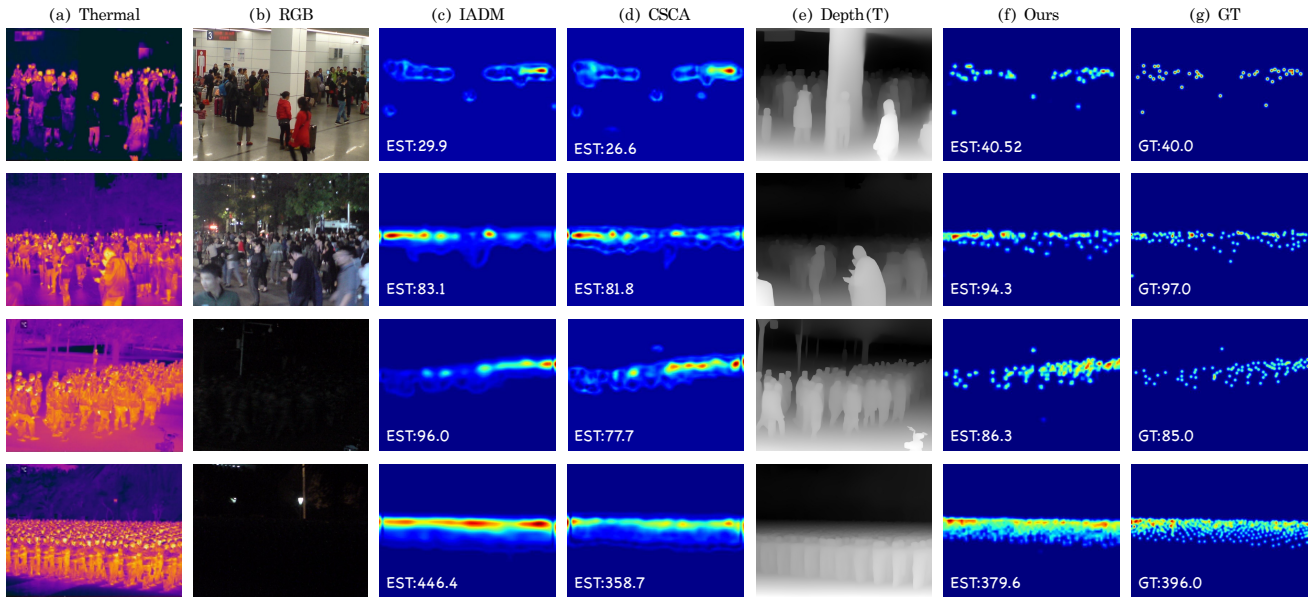 (a) Thermal
(b) RGB
(c) IADM
(d) CSCA
(e) Depth(T)
(f) Ours
(g) GT
3
EST:29.9
EST:26.6
EST:40.52
GT:40.0
EST:83.1
EST:81.8
EST:94.3
GT:97.0
EST:96.0
EST:77.7
EST:86.3
GT:85.0
EST:446.4
EST:358.7
EST:379.6
GT:396.0